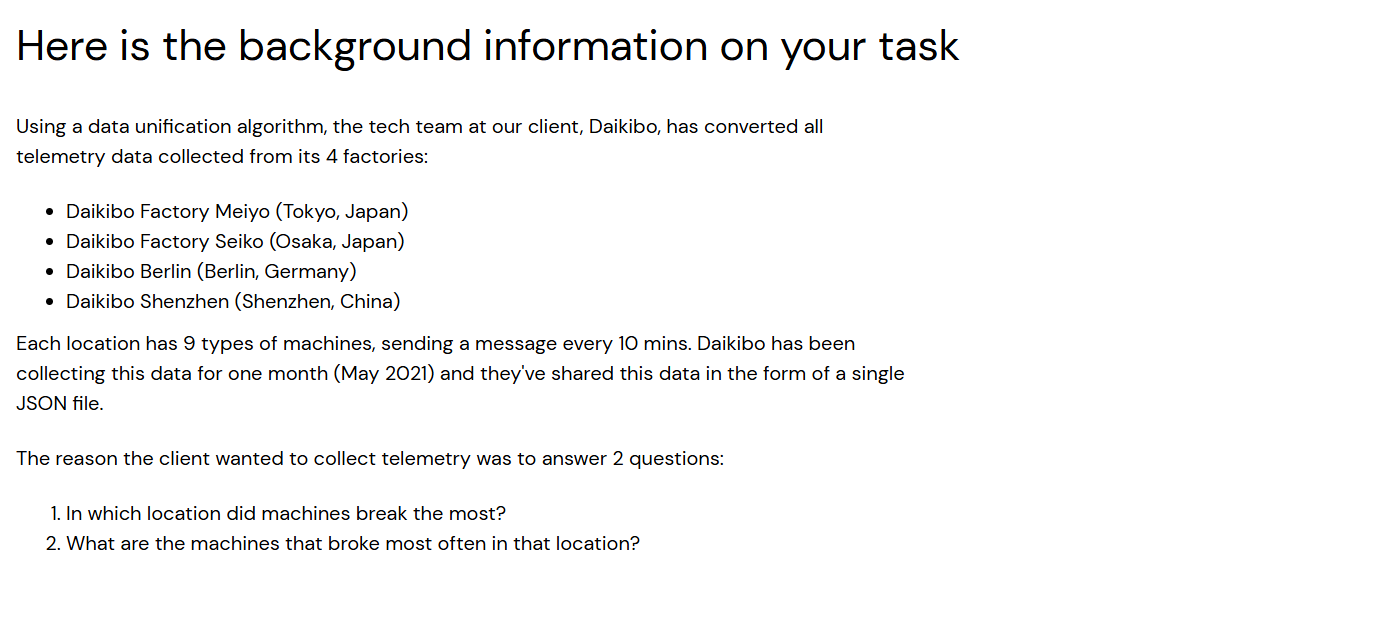 Here is the background information on your task
Using a data unification algorithm, the tech team at our client, Daikibo, has converted all
telemetry data collected from its 4 factories:
• Daikibo Factory Meiyo (Tokyo, Japan)
• Daikibo Factory Seiko (Osaka, Japan)
• Daikibo Berlin (Berlin, Germany)
• Daikibo Shenzhen (Shenzhen, China)
Each location has 9 types of machines, sending a message every 10 mins. Daikibo has been
collecting this data for one month (May 2021) and they've shared this data in the form of a single
JSON file.
The reason the client wanted to collect telemetry was to answer 2 questions:
1. In which location did machines break the most?
2. What are the machines that broke most often in that location?